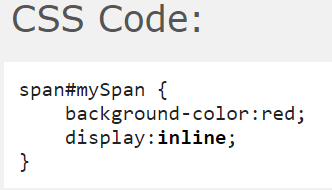 CSS Code:
span#mySpan {
    background-color:red;
    display:inline;
}